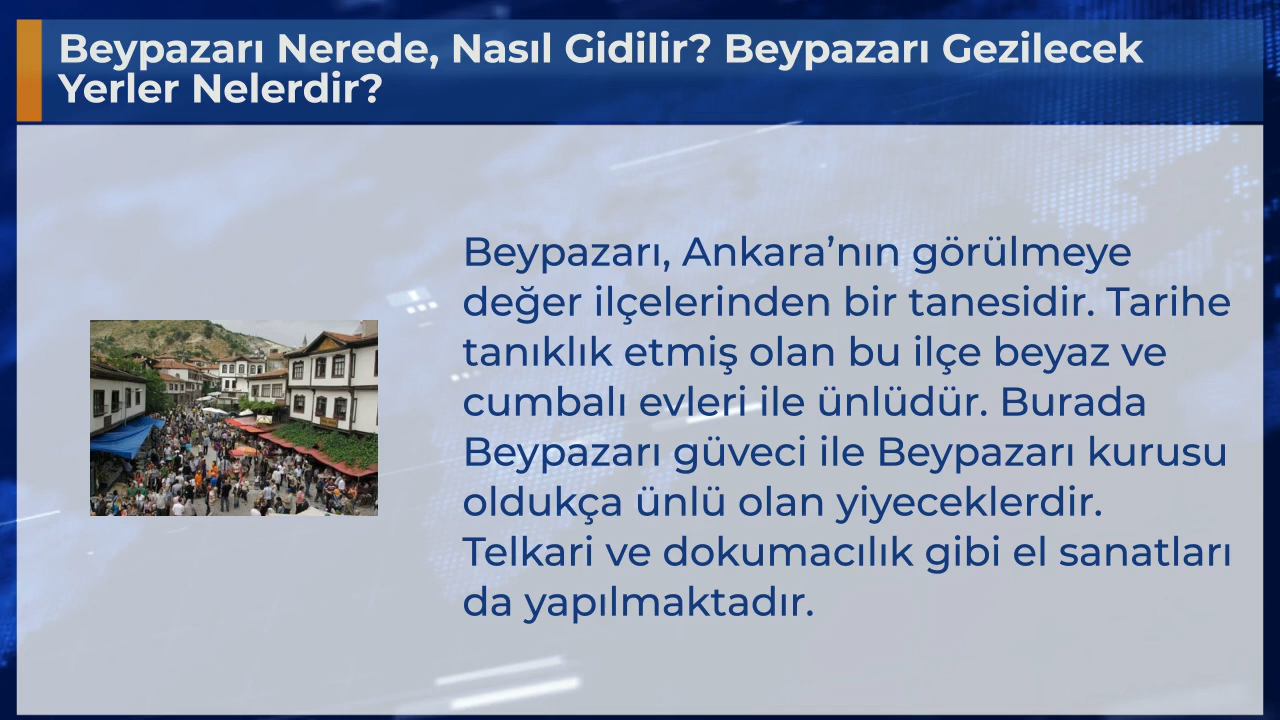 Beypazarı Nerede, Nasıl Gidilir? Beypazarı Gezilecek
Yerler Nelerdir?
Beypazarı, Ankara’nın görülmeye
değer ilçelerinden bir tanesidir. Tarihe
tanıklık etmiş olan bu ilçe beyaz ve
cumbalı evleri ile ünlüdür. Burada
Beypazarı güveci ile Beypazarı kurusu
oldukça ünlü olan yiyeceklerdir.
Telkari ve dokumacılık gibi el sanatları
da yapılmaktadır.